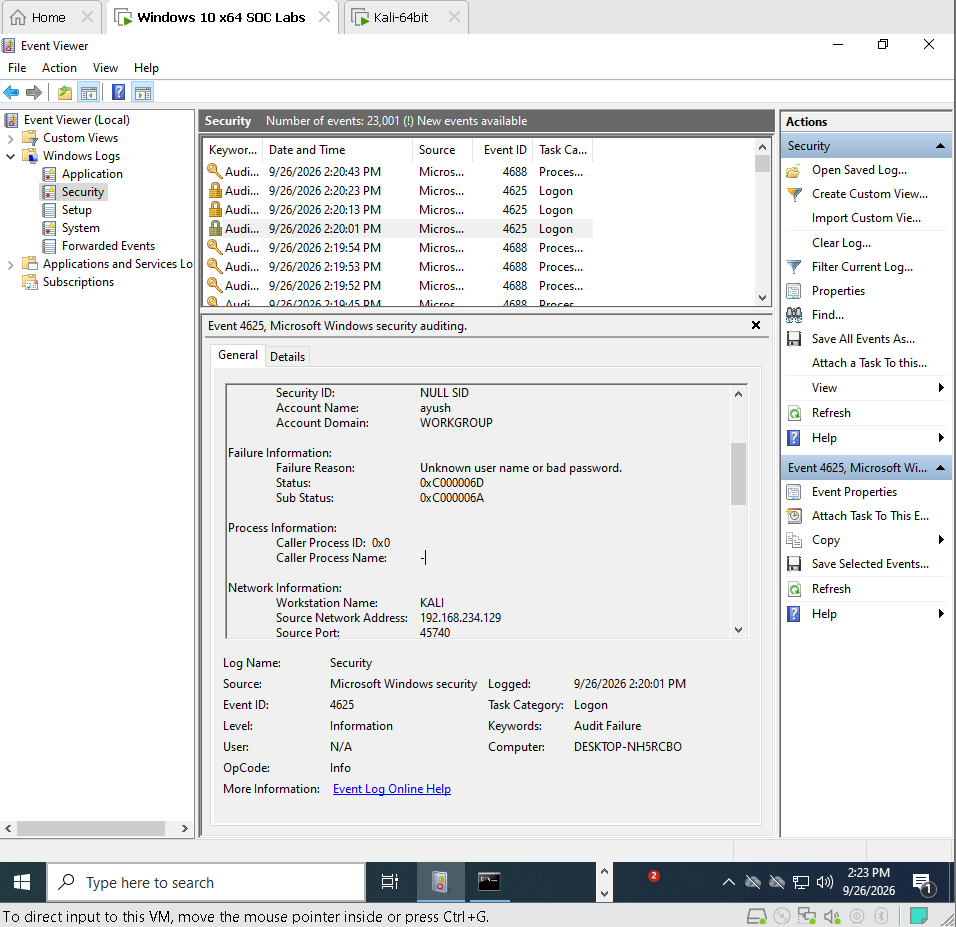 Home
Windows 10 x64 SOC Labs
Kali-64bit
Event Viewer
File Action View Help
Event Viewer (Local)
Custom Views
Windows Logs
Application
Security
Setup
System
Forwarded Events
Applications and Services Lo
Subscriptions
Security Number of events: 23,001 (!) New events available
Keywor... Date and Time Source Event ID Task Ca...
Audi... 9/26/2026 2:20:43 PM Micros... 4688 Proces...
Audi... 9/26/2026 2:20:23 PM Micros... 4625 Logon
Audi... 9/26/2026 2:20:13 PM Micros... 4625 Logon
Audi... 9/26/2026 2:20:01 PM Micros... 4625 Logon
Audi... 9/26/2026 2:19:54 PM Micros... 4688 Proces...
Audi... 9/26/2026 2:19:53 PM Micros... 4688 Proces...
Audi... 9/26/2026 2:19:52 PM Micros... 4688 Proces...
Audi... 9/26/2026 2:19:45 PM Micros... 4688 Proces...
Event 4625, Microsoft Windows security auditing.
General Details
Security ID: NULL SID
Account Name: ayush
Account Domain: WORKGROUP
Failure Information:
Failure Reason: Unknown user name or bad password.
Status: 0xC000006D
Sub Status: 0xC000006A
Process Information:
Caller Process ID: 0x0
Caller Process Name: -
Network Information:
Workstation Name: KALI
Source Network Address: 192.168.234.129
Source Port: 45740
Log Name: Security
Source: Microsoft Windows security Logged: 9/26/2026 2:20:01 PM
Event ID: 4625 Task Category: Logon
Level: Information Keywords: Audit Failure
User: N/A Computer: DESKTOP-NH5RCBO
OpCode: Info
More Information: Event Log Online Help
Actions
Security
Open Saved Log...
Create Custom View...
Import Custom Vie...
Clear Log...
Filter Current Log...
Properties
Find...
Save All Events As...
Attach a Task To this...
View
Refresh
Help
Event 4625, Microsoft Wi...
Event Properties
Attach Task To This E...
Copy
Save Selected Events...
Refresh
Help
Type here to search
2
2:23 PM
9/26/2026
1
To direct input to this VM, move the mouse pointer inside or press Ctrl+G.